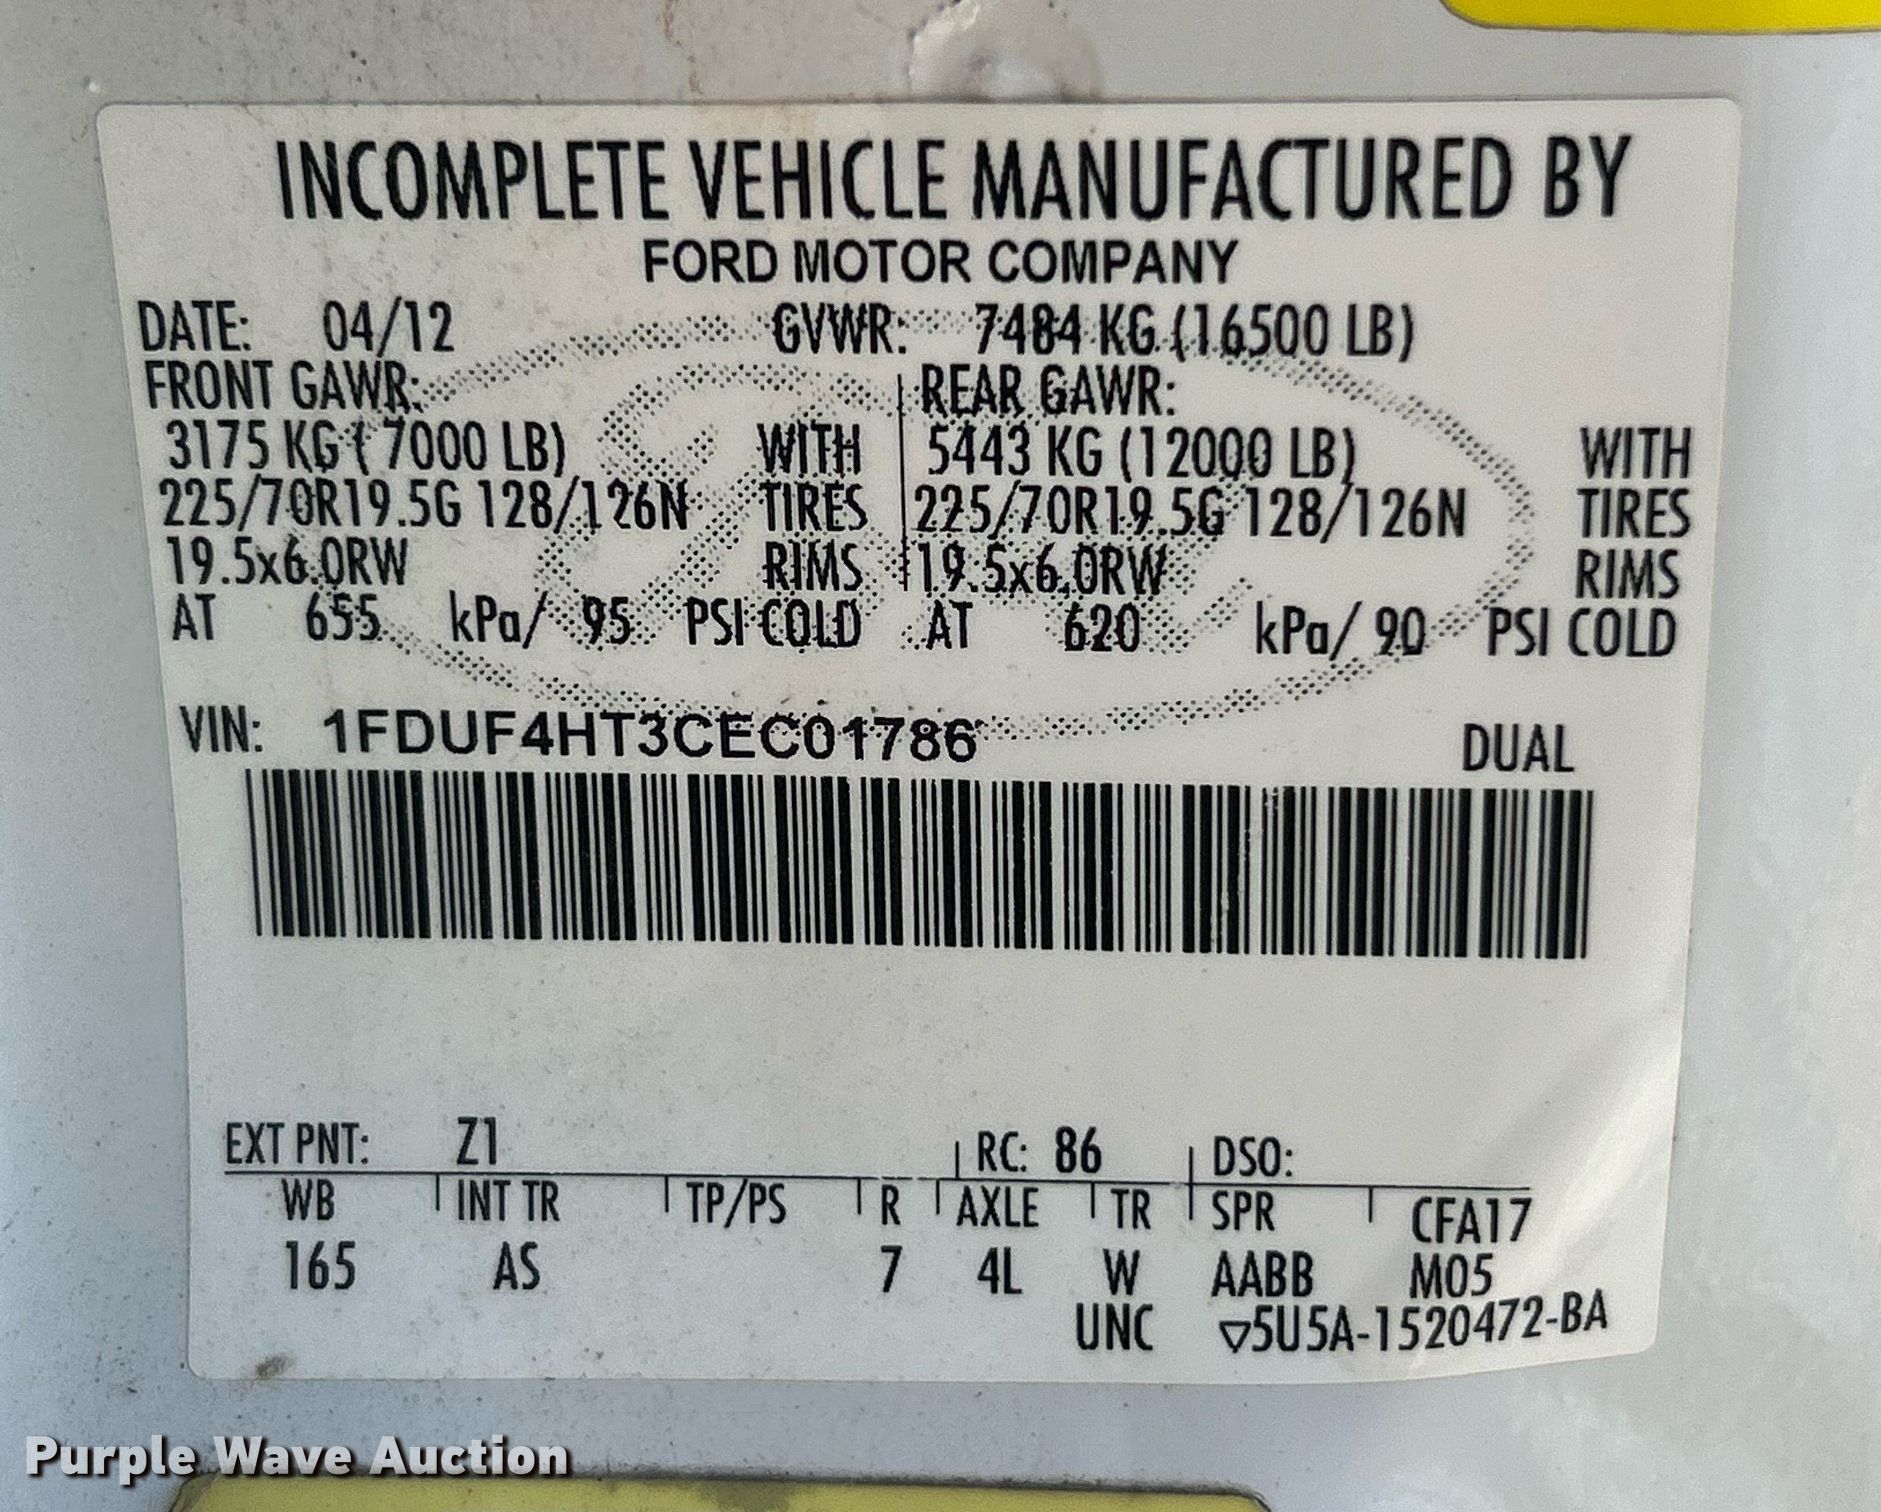 INCOMPLETE VEHICLE MANUFACTURED BY
FORD MOTOR COMPANY
DATE: 04/12 GVWR: 7484 KG (16500 LB)
FRONT GAWR: REAR GAWR:
3175 KG ( 7000 LB) WITH 5443 KG (12000 LB) WITH
225/70R19.5G 128/126N TIRES 225/70R19.5G 128/126N TIRES
19.5x6.0RW RIMS 19.5x6.0RW RIMS
AT 655 kPa/ 95 PSI COLD AT 620 kPa/ 90 PSI COLD
VIN: 1FDUF4HT3CEC01786 DUAL
EXT PNT: Z1 RC: 86 DSO:
WB INT TR TP/PS R AXLE TR SPR CFA17
165 AS 7 4L W AABB M05
UNC ▽5U5A-1520472-BA
Purple Wave Auction